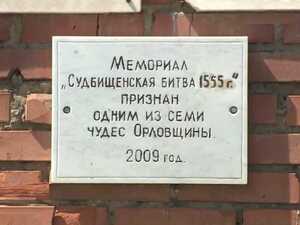 Мемориал
„Судбищенская битва 1555 г."
признан
одним из семи
чудес Орловщины
2009 год.